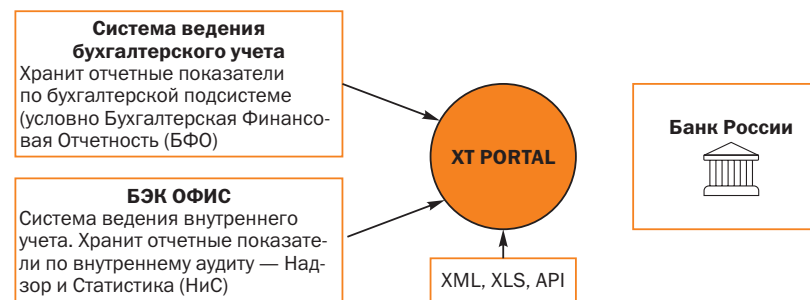 Система ведения
бухгалтерского учета
Хранит отчетные показатели
по бухгалтерской подсистеме
(условно Бухгалтерская Финансо-
вая Отчетность (БФО)
БЭК ОФИС
Система ведения внутреннего
учета. Хранит отчетные показате-
ли по внутреннему аудиту — Над-
зор и Статистика (НиС)
XT PORTAL
XML, XLS, API
Банк России